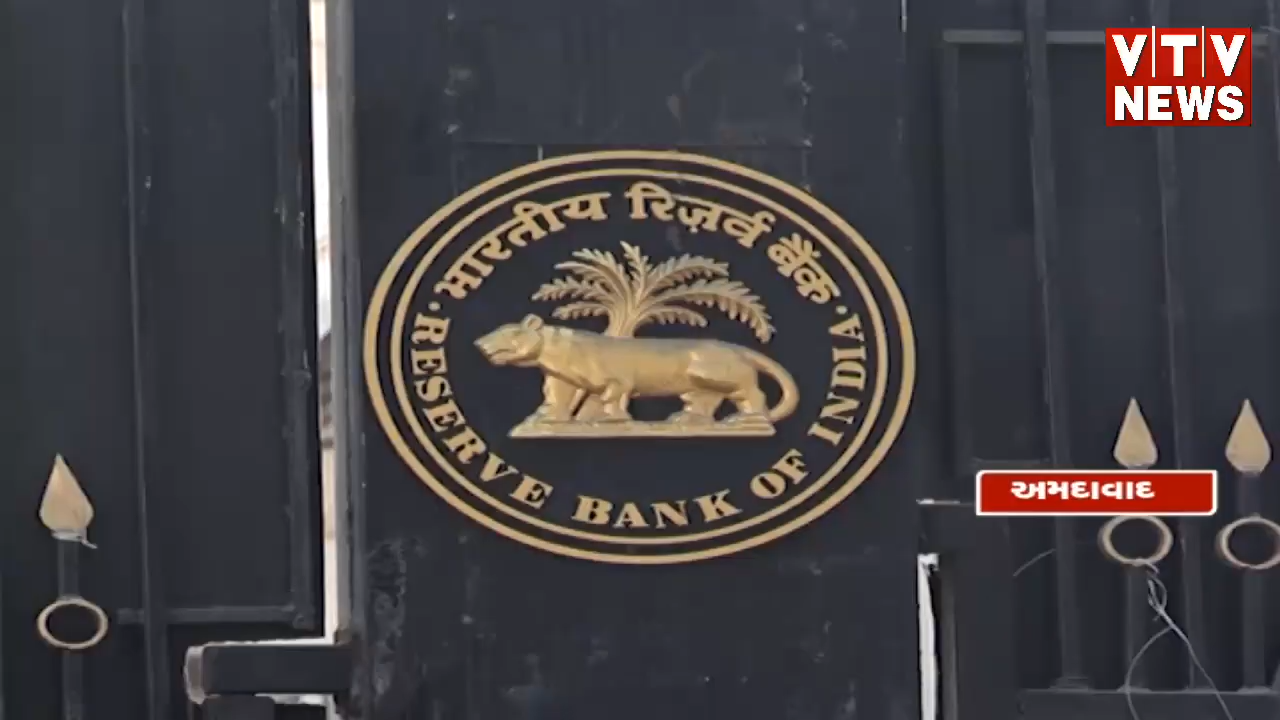 VTV
NEWS
भारतीय रिज़र्व बैंक
RESERVE BANK OF INDIA
અમદાવાદ